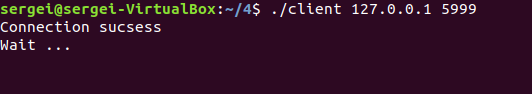 sergei@sergei-VirtualBox:~/4$ ./client 127.0.0.1 5999
Connection sucsess
Wait ...